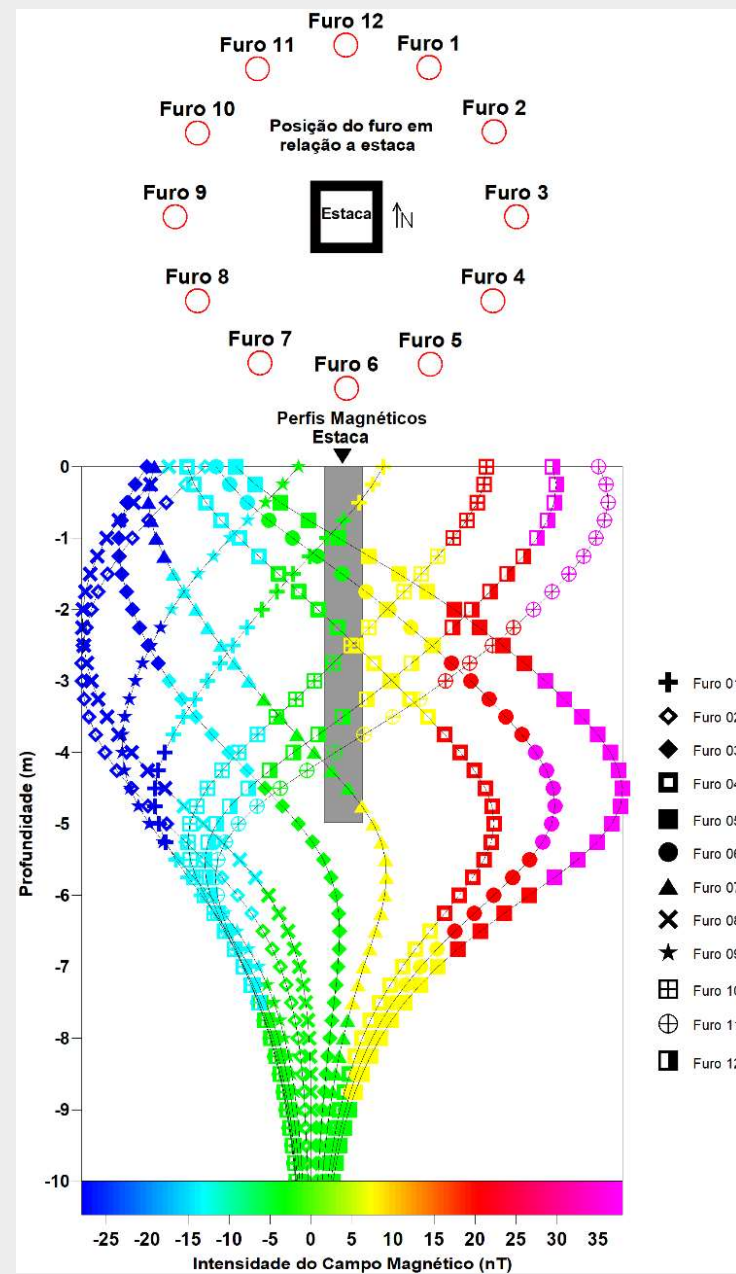 Furo 12
Furo 11
Furo 1
Furo 10
Furo 2
Posição do furo em
relação a estaca
Furo 9
Estaca
N
Furo 3
Furo 8
Furo 4
Furo 7
Furo 5
Furo 6
Perfis Magnéticos
Estaca
0
-1
-2
-3
-4
-5
-6
-7
-8
-9
-10
Profundidade (m)
Furo 01
Furo 02
Furo 03
Furo 04
Furo 05
Furo 06
Furo 07
Furo 08
Furo 09
Furo 10
Furo 11
Furo 12
-25 -20 -15 -10 -5 0 5 10 15 20 25 30 35
Intensidade do Campo Magnético (nT)